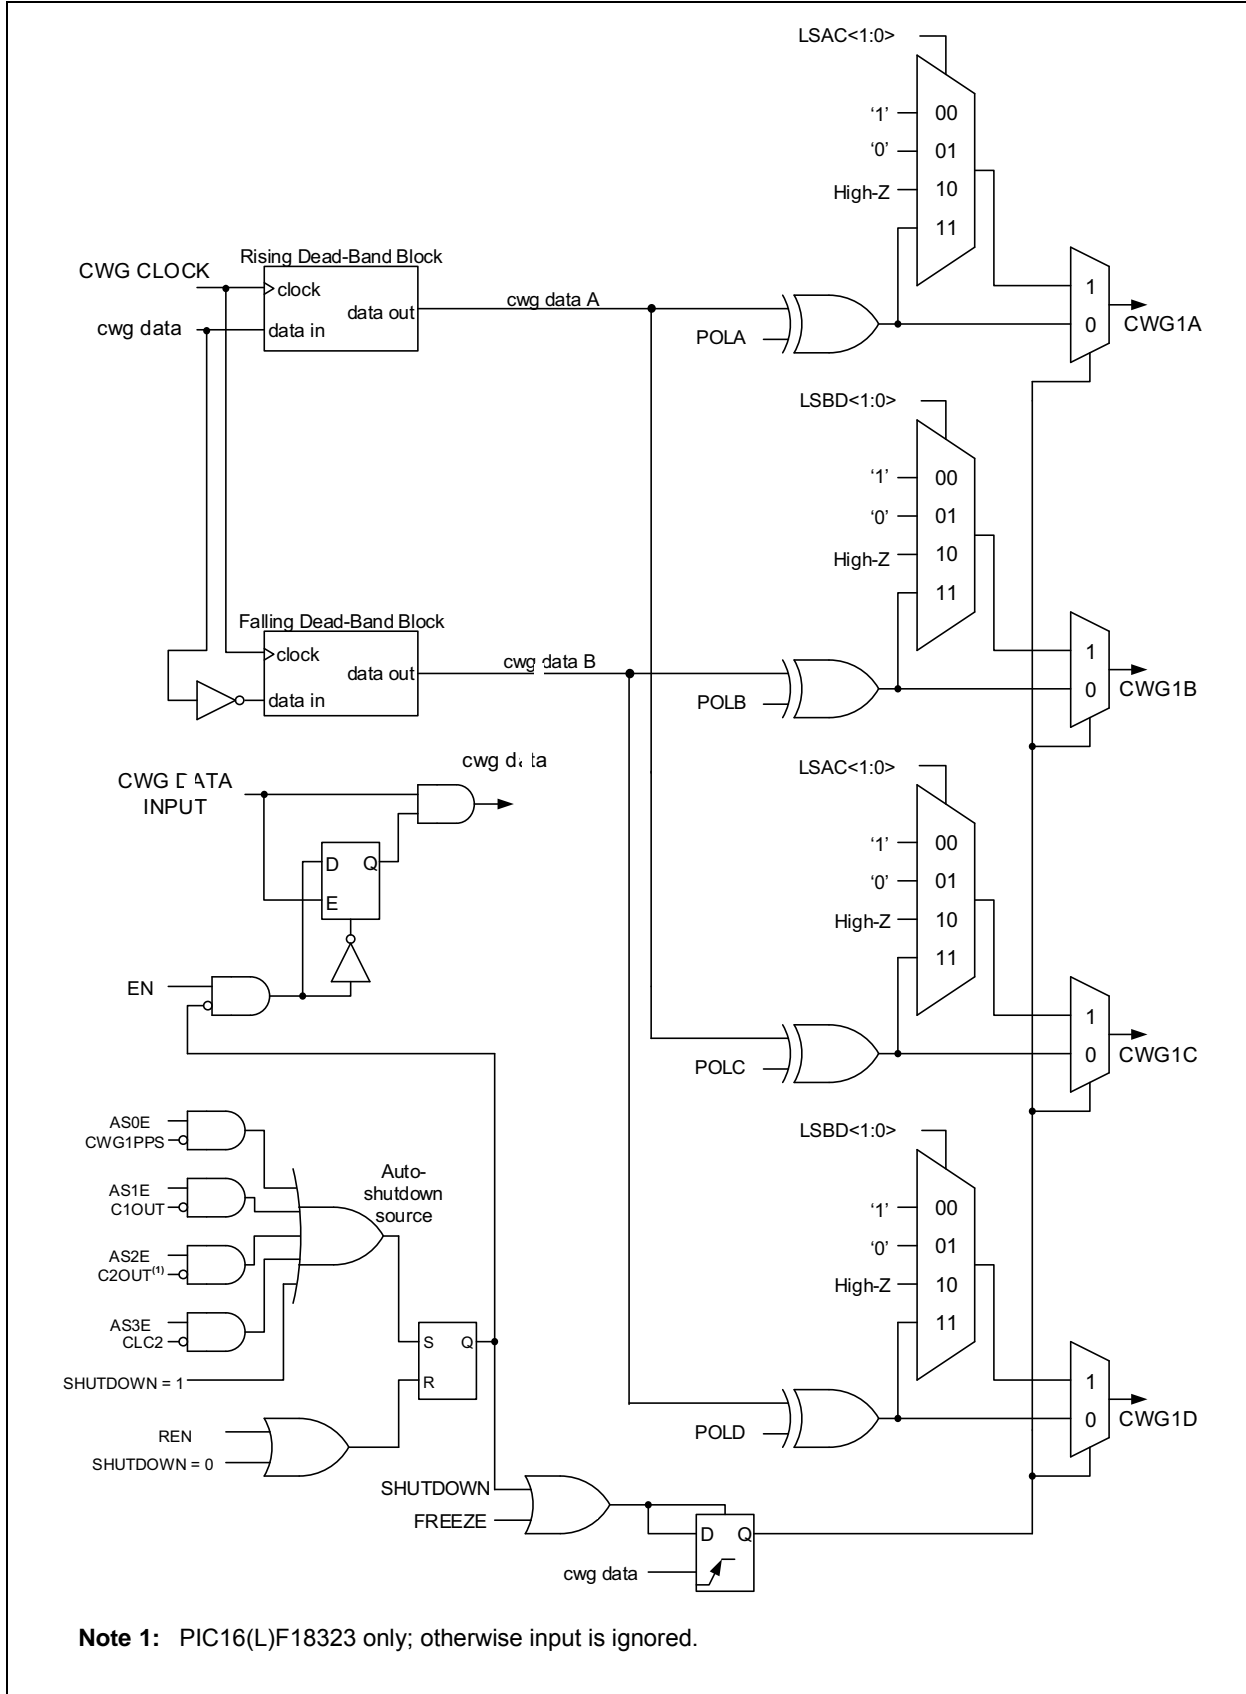 LSAC<1:0>
'1'
00
'0'
01
High-Z
10
11
Rising Dead-Band Block
CWG CLOCK
clock
data out
cwg data
data in
cwg data A
POLA
1
0
CWG1A
LSBD<1:0>
'1'
00
'0'
01
High-Z
10
11
Falling Dead-Band Block
clock
data out
data in
cwg data B
POLB
1
0
CWG1B
cwg data
CWG DATA
INPUT
D
Q
E
EN
LSAC<1:0>
'1'
00
'0'
01
High-Z
10
11
POLC
1
0
CWG1C
AS0E
CWG1PPS
AS1E
C1OUT
AS2E
C2OUT(1)
AS3E
CLC2
SHUTDOWN = 1
Auto-
shutdown
source
S
Q
R
REN
SHUTDOWN = 0
LSBD<1:0>
'1'
00
'0'
01
High-Z
10
11
POLD
1
0
CWG1D
SHUTDOWN
FREEZE
D
Q
cwg data
Note 1: PIC16(L)F18323 only; otherwise input is ignored.